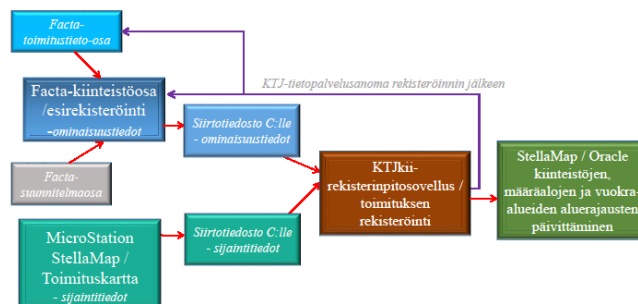 Facta-
toimitustieto-osa
KTJ-tietopalvelusanoma rekisteröinnin jälkeen
Facta-kiinteistöosa
/esirekisteröinti
-ominaisuustiedot
Siirtotiedosto C:lle
- ominaisuustiedot
Facta-
suunnitelmaosa
KTJkii-
rekisterinpitosovellus /
toimituksen
rekisteröinti
StellaMap / Oracle
kiinteistöjen,
määräalojen ja vuokra-
alueiden aluerajausten
päivittäminen
MicroStation
StellaMap /
Toimituskartta
- sijaintitiedot
Siirtotiedosto C:lle
- sijaintitiedot